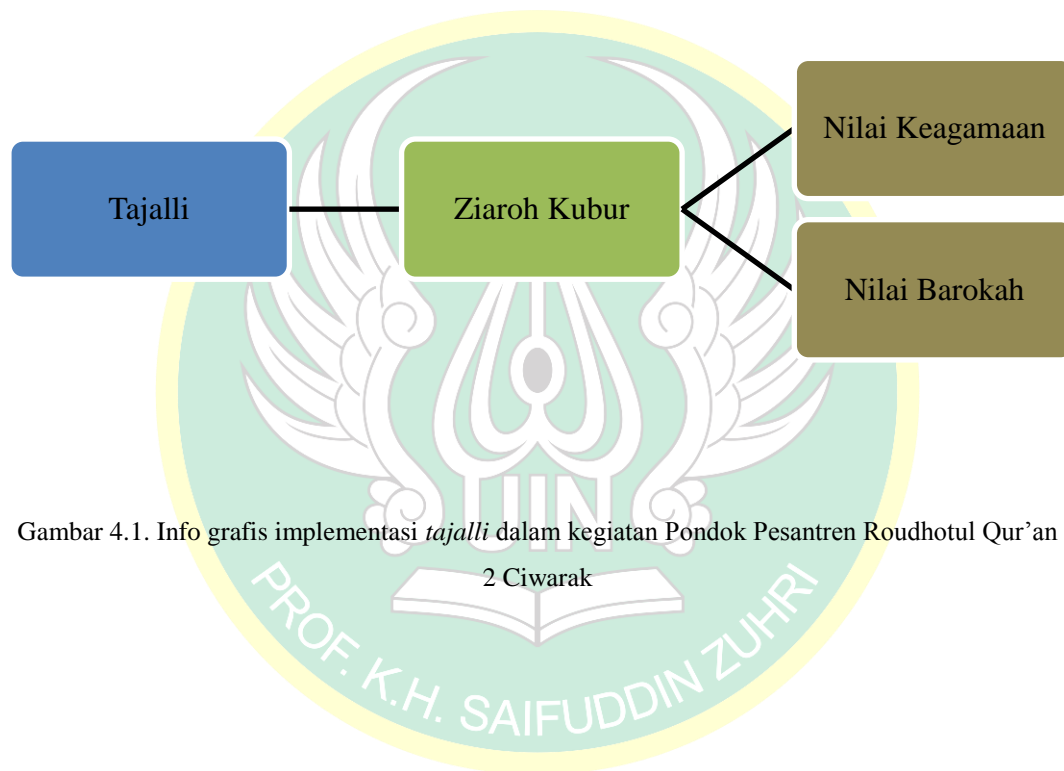 Tajalli
Ziaroh Kubur
Nilai Keagamaan
Nilai Barokah
Gambar 4.1. Info grafis implementasi tajalli dalam kegiatan Pondok Pesantren Roudhotul Qur’an
2 Ciwarak
UIN
PROF. K.H. SAIFUDDIN ZUHRI